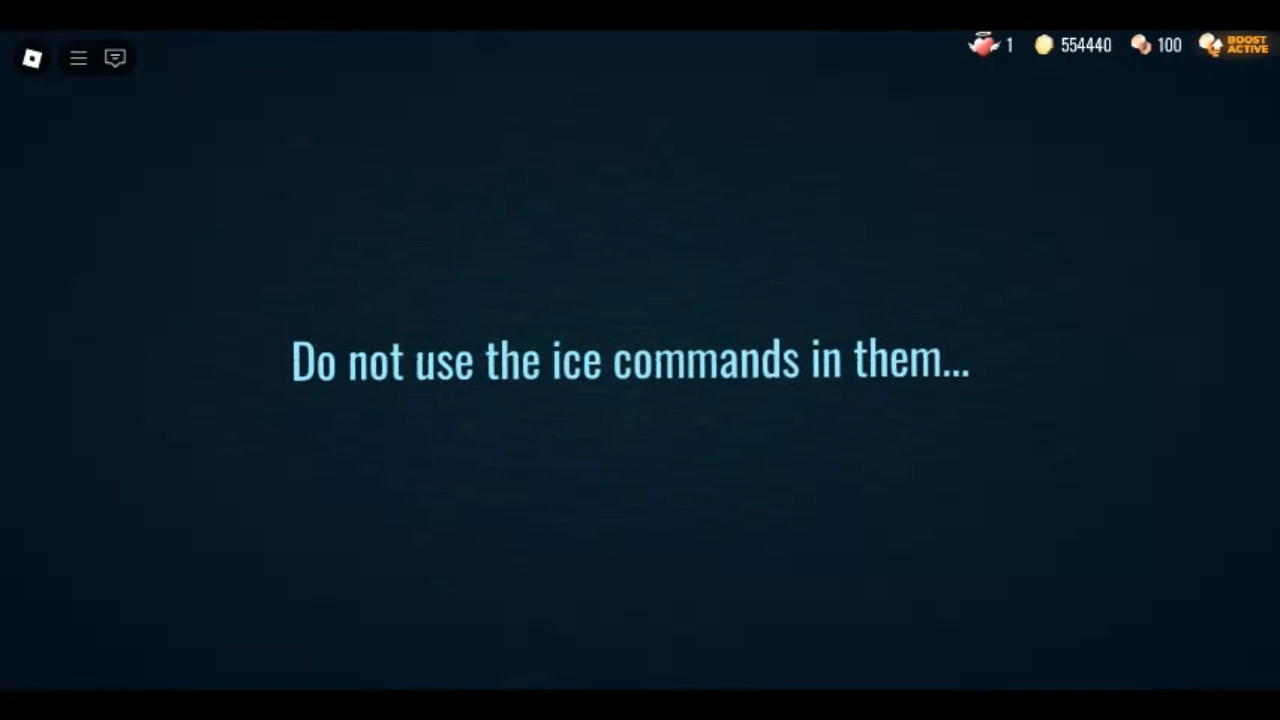 1 554440 100 BOOST
ACTIVE
Do not use the ice commands in them...